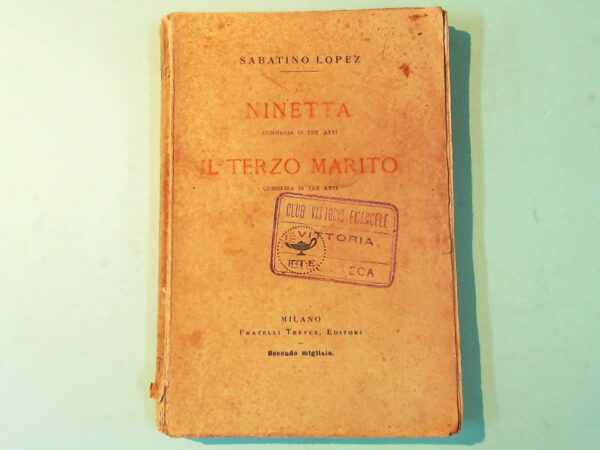 SABATINO LOPEZ
NINETTA
COMMEDIA IN TRE ATTI
IL TERZO MARITO
COMMEDIA IN TRE ATTI
CLUB VITTORIO EMANUELE
VITTORIA
MILANO
FRATELLI TREVES, EDITORI
Secondo migliaio.